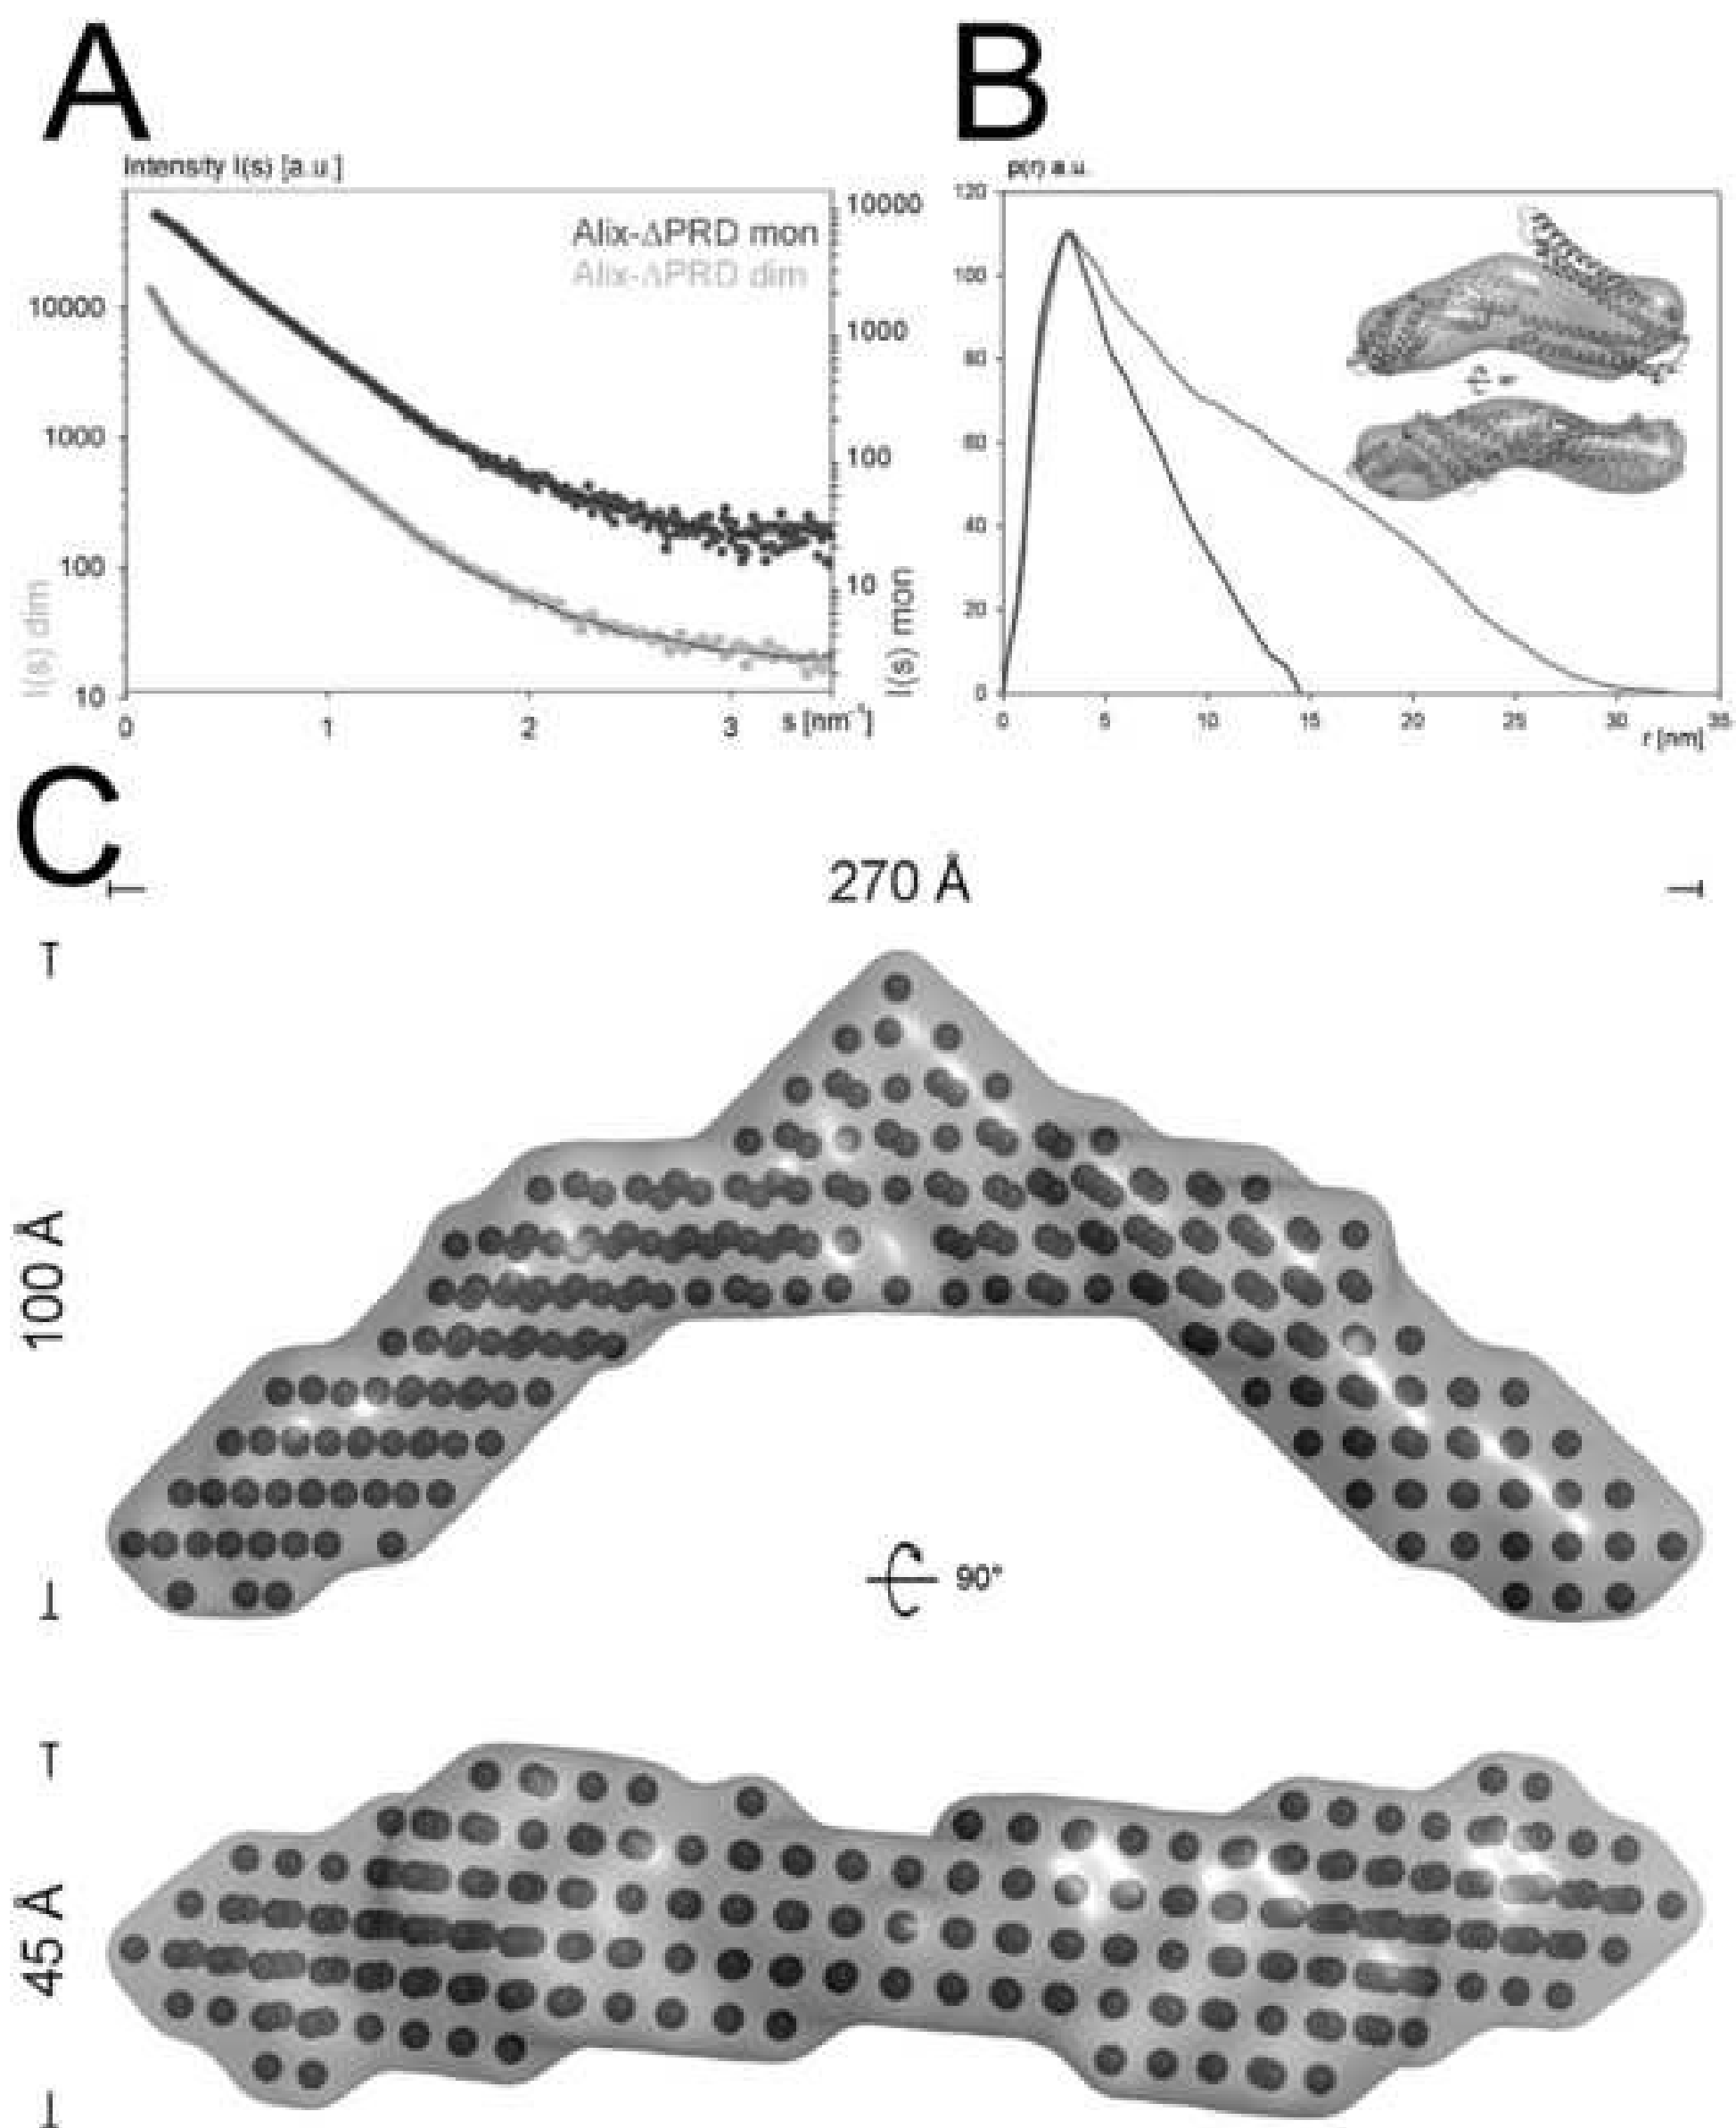 A
B
Intensity I(s) [a.u.]
p(r) a.u.
Alix-ΔPRD mon
Alix-ΔPRD dim
10000
1000
100
10
I(s) dim
10000
1000
100
10
I(s) mon
0
1
2
3
s [nm⁻¹]
120
100
80
60
40
20
0
0
5
10
15
20
25
30
35
r [nm]
C
270 Å
100 Å
90°
45 Å